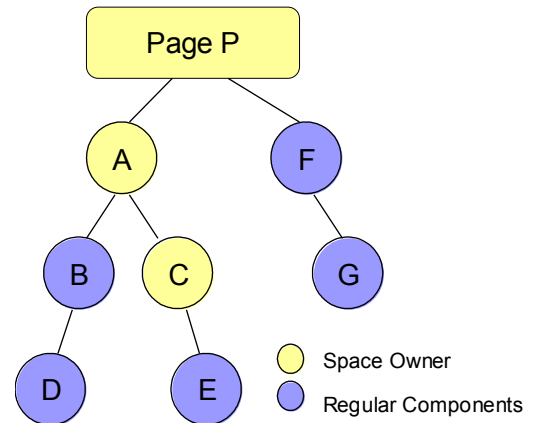 Page P
A
F
B
C
G
D
E
Space Owner
Regular Components